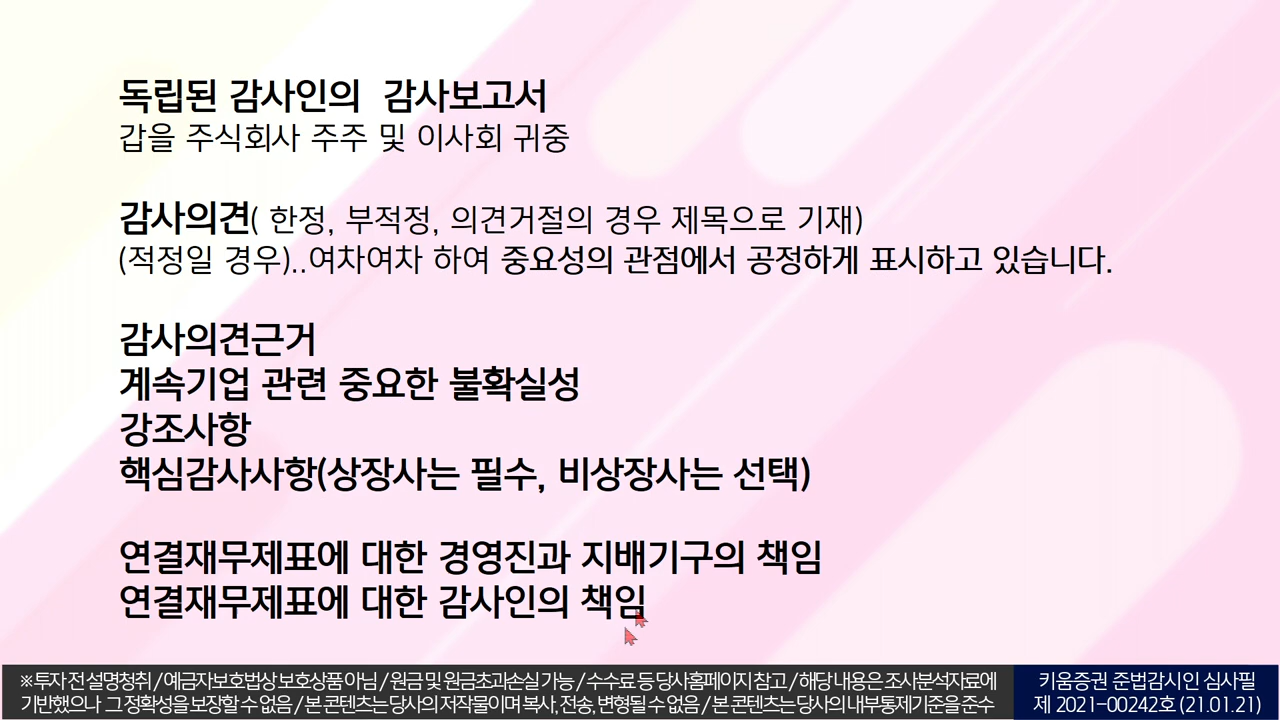 독립된 감사인의  감사보고서
갑을 주식회사 주주 및 이사회 귀중
감사의견( 한정, 부적정, 의견거절의 경우 제목으로 기재)
(적정일 경우)..여차여차 하여 중요성의 관점에서 공정하게 표시하고 있습니다.
감사의견근거
계속기업 관련 중요한 불확실성
강조사항
핵심감사사항(상장사는 필수, 비상장사는 선택)
연결재무제표에 대한 경영진과 지배기구의 책임
연결재무제표에 대한 감사인의 책임
※ 투자 전 설명청취 / 예금자보호법상 보호상품 아님 / 원금 및 원금초과손실 가능 / 수수료 등 당사홈페이지 참고 / 해당 내용은 조사분석자료에
기반했으나 그 정확성을 보장할 수 없음 / 본 콘텐츠는 당사의 저작물이며 복사, 전송, 변형될 수 없음 / 본 콘텐츠는 당사의 내부통제기준을 준수
키움증권 준법감시인 심사필
제 2021-00242호 (21.01.21)